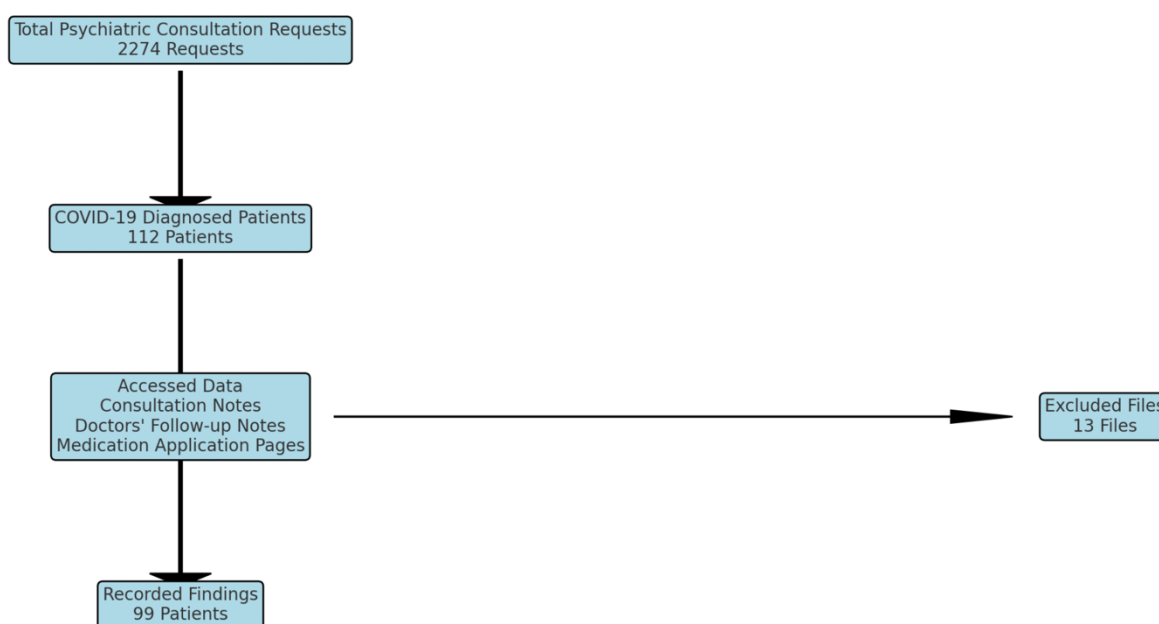 Total Psychiatric Consultation Requests
2274 Requests
COVID-19 Diagnosed Patients
112 Patients
Accessed Data
Consultation Notes
Doctors' Follow-up Notes
Medication Application Pages
Excluded Files
13 Files
Recorded Findings
99 Patients